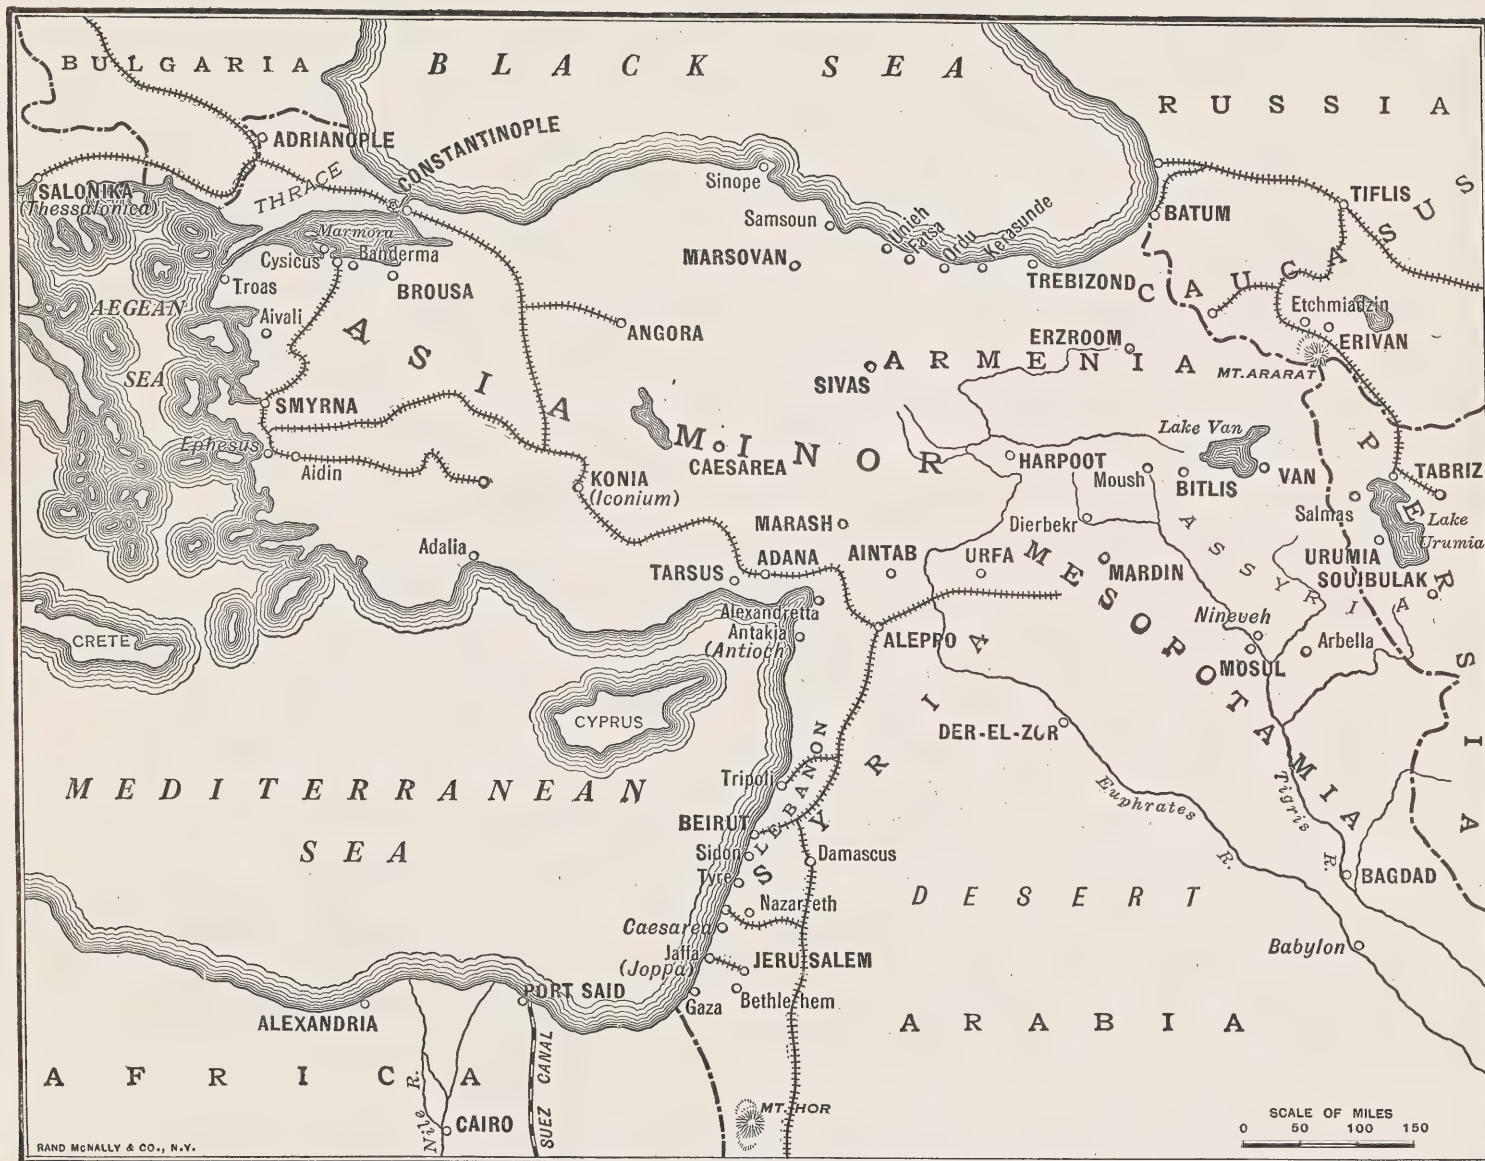 BULGARIA
BLACK SEA
RUSSIA
ADRIANOPLE
CONSTANTINOPLE
THRACE
SALONIKA
(Thessalonica)
Marmora
Cysicus
Banderma
Troas
BROUSA
AEGEAN
SEA
Aivali
SMYRNA
Ephesus
Aidin
Sinope
Samsoun
MARSOVAN
Unieh
Fatsa
Ordu
Kerasunde
TREBIZOND
BATUM
TIFLIS
CAUCASUS
Etchmiadzin
ERIVAN
MT. ARARAT
ANGORA
ERZROOM
ARMENIA
SIVAS
ASIA
MINOR
CAESAREA
KONIA
(Iconium)
HARPOOT
Moush
BITLIS
Lake Van
VAN
PERSIA
TABRIZ
Salmas
Lake
Urumia
URUMIA
SOUJBULAK
MARASH
Dierbekr
ASSYRIA
Adalia
TARSUS
ADANA
AINTAB
URFA
MARDIN
MESOPOTAMIA
Alexandretta
Antakia
(Antioch)
ALEPPO
Nineveh
MOSUL
Arbella
CRETE
CYPRUS
SYRIA
DER-EL-ZOR
MEDITERRANEAN
SEA
Tripoli
LEBANON
BEIRUT
Sidon
Tyre
Damascus
Euphrates
R.
Tigris
R.
BAGDAD
DESERT
Nazareth
Caesarea
Jaffa
(Joppa)
JERUSALEM
Gaza
Bethlehem
Babylon
PORT SAID
ALEXANDRIA
ARABIA
AFRICA
Nile R.
CAIRO
SUEZ CANAL
MT. HOR
SCALE OF MILES
0 50 100 150
RAND McNALLY & CO., N.Y.